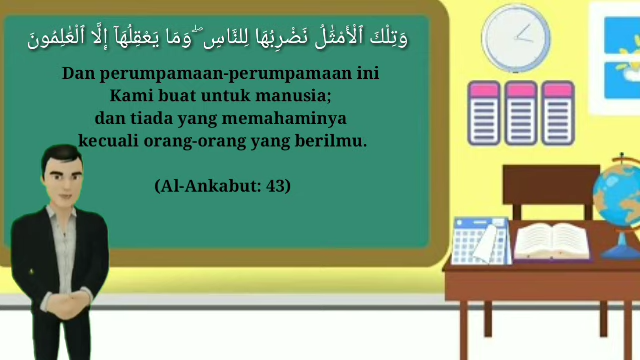 وَتِلْكَ ٱلْأَمْثَٰلُ نَضْرِبُهَا لِلنَّاسِ ۖ وَمَا يَعْقِلُهَآ إِلَّا ٱلْعَٰلِمُونَ
Dan perumpamaan-perumpamaan ini
Kami buat untuk manusia;
dan tiada yang memahaminya
kecuali orang-orang yang berilmu.
(Al-Ankabut: 43)